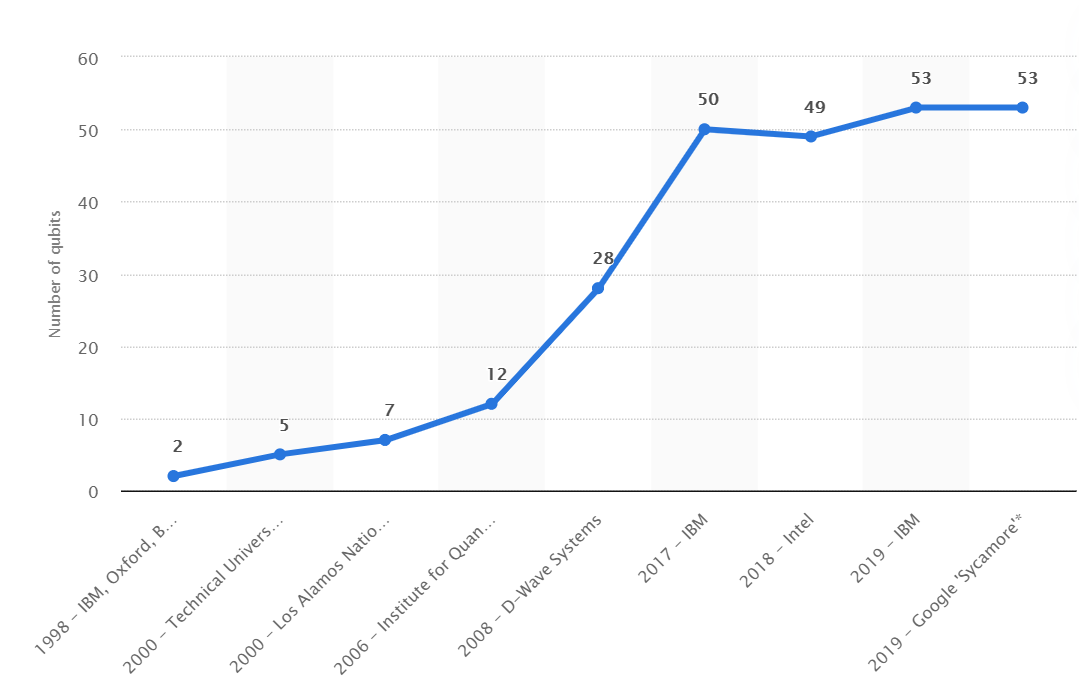 60
50
40
30
20
10
0
Number of qubits
2
5
7
12
28
50
49
53
53
1998 – IBM, Oxford, B...
2000 – Technical Univers...
2000 – Los Alamos Natio...
2006 – Institute for Quan...
2008 – D-Wave Systems
2017 – IBM
2018 – Intel
2019 – IBM
2019 – Google 'Sycamore'*